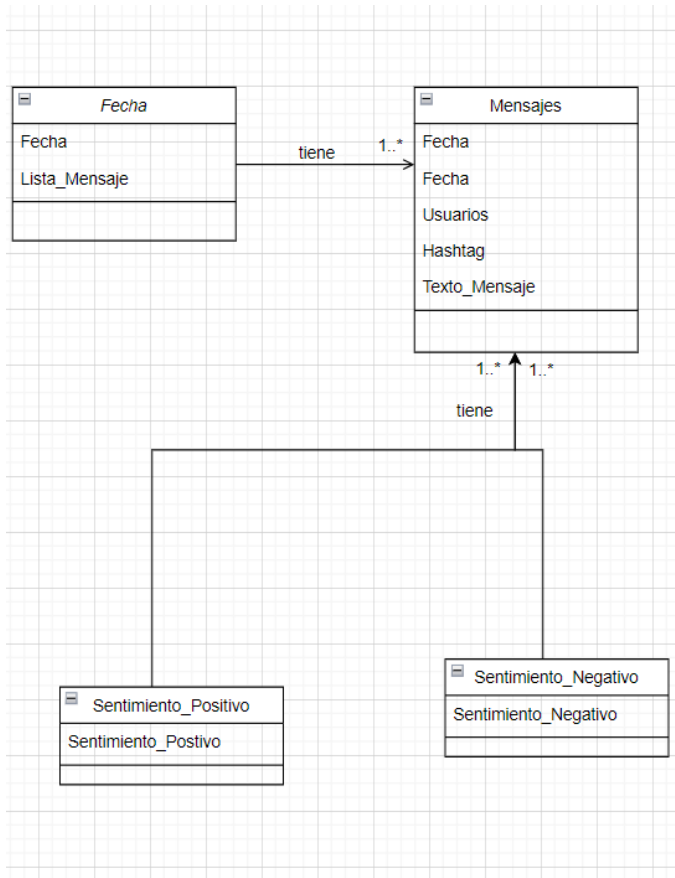 Fecha
Fecha
Lista_Mensaje
tiene
1..*
Mensajes
Fecha
Fecha
Usuarios
Hashtag
Texto_Mensaje
1..*
1..*
tiene
Sentimiento_Positivo
Sentimiento_Postivo
Sentimiento_Negativo
Sentimiento_Negativo